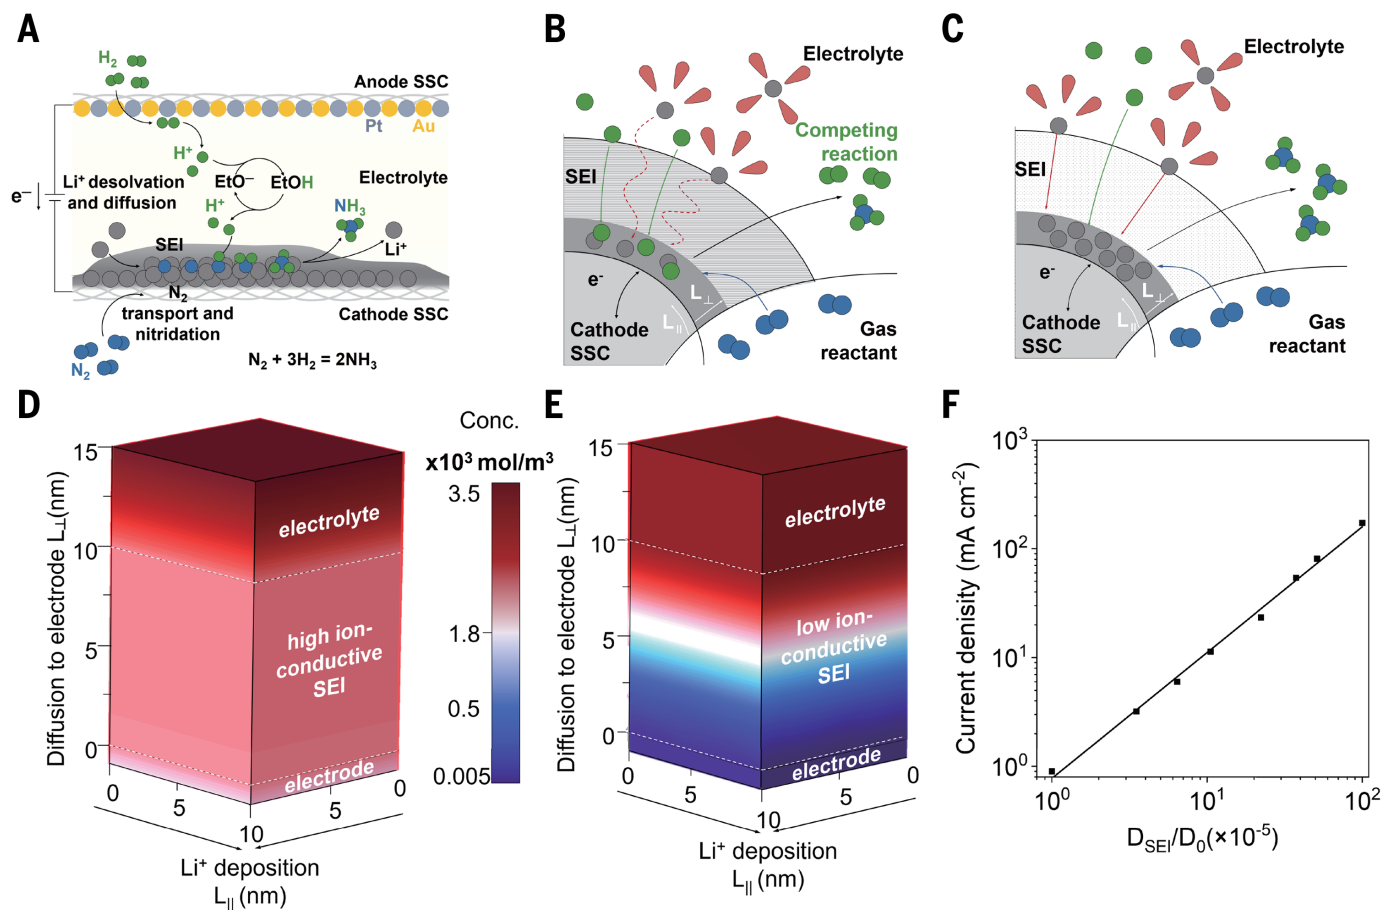 A
H₂
Anode SSC
Pt
Au
H⁺
e⁻
Li⁺ desolvation
and diffusion
EtO⁻
EtOH
Electrolyte
H⁺
NH₃
SEI
Li⁺
N₂
transport and
nitridation
Cathode SSC
N₂
N₂ + 3H₂ = 2NH₃
B
Electrolyte
Competing
reaction
SEI
e⁻
L⊥
L||
Cathode
SSC
Gas
reactant
C
Electrolyte
SEI
e⁻
L⊥
L||
Cathode
SSC
Gas
reactant
D
Diffusion to electrode L⊥(nm)
15
10
5
0
electrolyte
high ion-
conductive
SEI
electrode
0
5
10
5
0
Li⁺ deposition
L|| (nm)
Conc.
x10³ mol/m³
3.5
1.8
0.5
0.005
E
Diffusion to electrode L⊥(nm)
15
10
5
0
electrolyte
low ion-
conductive
SEI
electrode
0
5
10
5
0
Li⁺ deposition
L|| (nm)
F
Current denisity (mA cm⁻²)
10³
10²
10¹
10⁰
10⁰
10¹
10²
D_SEI/D₀(×10⁻⁵)